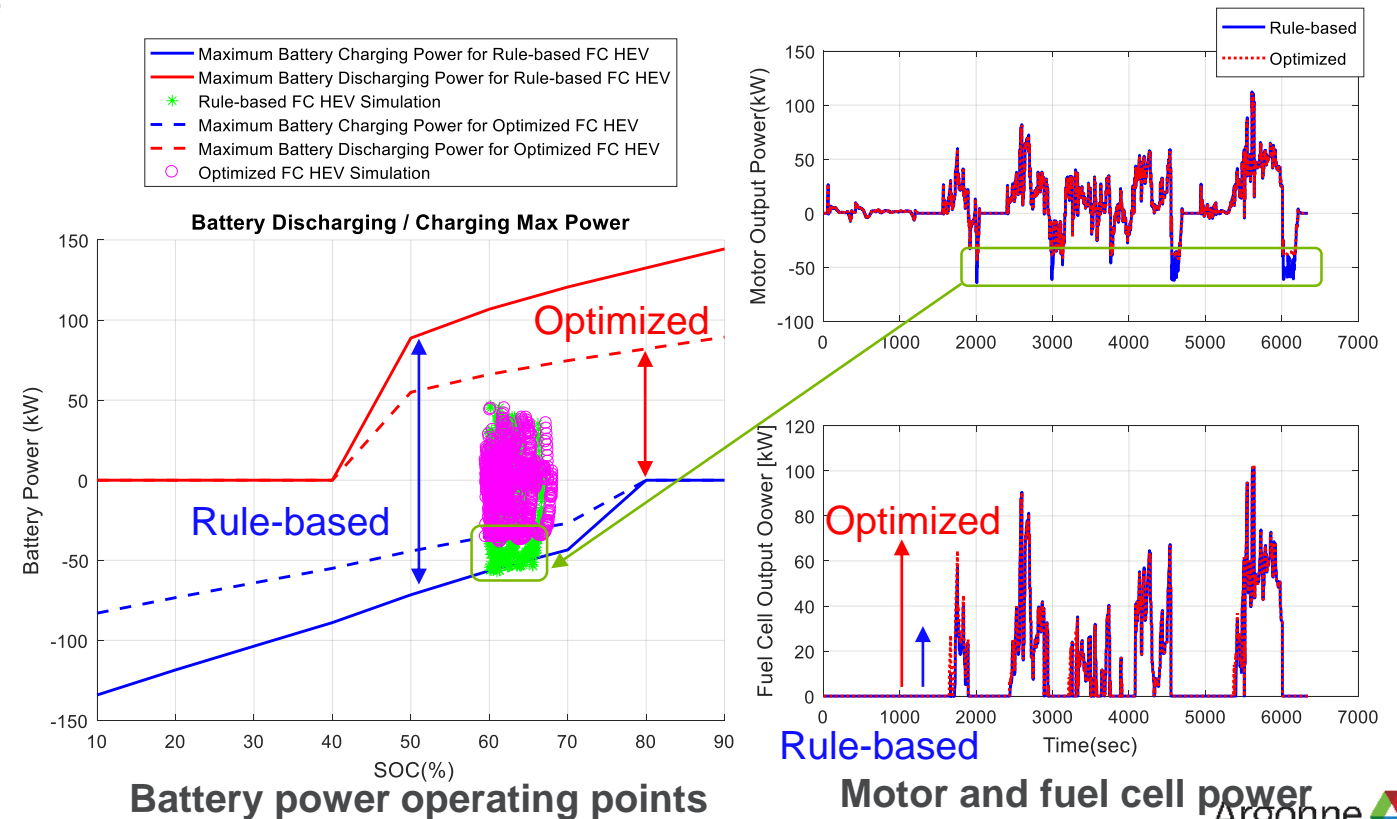 Maximum Battery Charging Power for Rule-based FC HEV
Maximum Battery Discharging Power for Rule-based FC HEV
Rule-based FC HEV Simulation
Maximum Battery Charging Power for Optimized FC HEV
Maximum Battery Discharging Power for Optimized FC HEV
Optimized FC HEV Simulation
Battery Discharging / Charging Max Power
150
100
50
0
-50
-100
-150
Battery Power (kW)
Optimized
Rule-based
10 20 30 40 50 60 70 80 90
SOC(%)
Battery power operating points
Rule-based
Optimized
150
100
50
0
-50
-100
Motor Output Power(kW)
0 1000 2000 3000 4000 5000 6000 7000
120
100
80
60
40
20
0
Fuel Cell Output Oower [kW]
Optimized
0 1000 2000 3000 4000 5000 6000 7000
Rule-based
Time(sec)
Motor and fuel cell power
Argonne